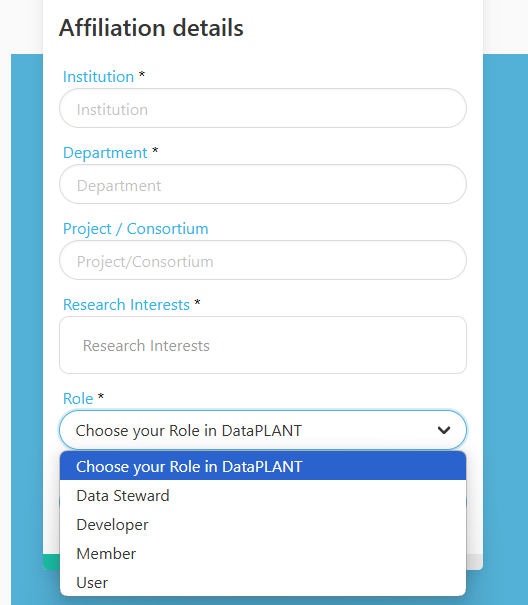 Affiliation details
Institution *
Institution
Department *
Department
Project / Consortium
Project/Consortium
Research Interests *
Research Interests
Role *
Choose your Role in DataPLANT
Choose your Role in DataPLANT
Data Steward
Developer
Member
User